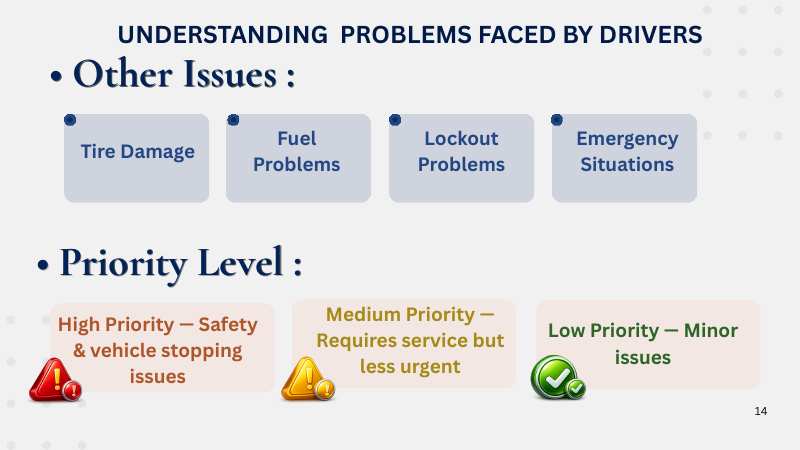 UNDERSTANDING PROBLEMS FACED BY DRIVERS
• Other Issues :
Tire Damage
Fuel
Problems
Lockout
Problems
Emergency
Situations
• Priority Level :
High Priority — Safety
& vehicle stopping
issues
Medium Priority —
Requires service but
less urgent
Low Priority — Minor
issues
14